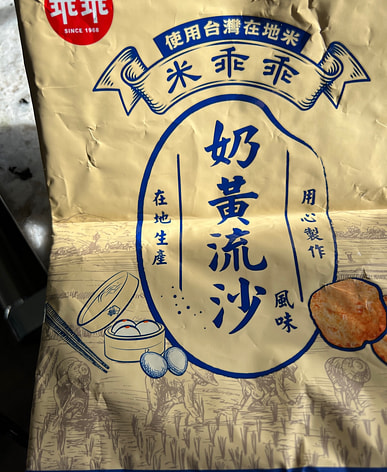 乖乖
SINCE 1968
使用台灣在地米
米乖乖
奶黃流沙
風味
在地生產
用心製作